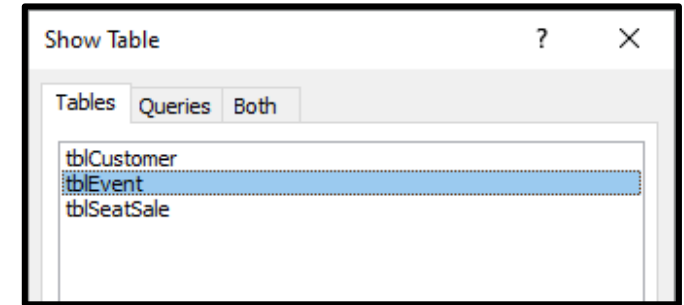 Show Table ?
Tables Queries Both
tblCustomer
tblEvent
tblSeatSale